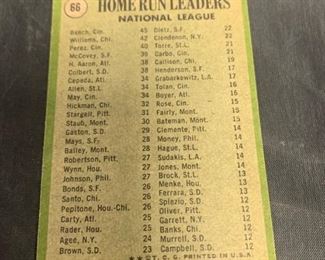 66 HOME RUN LEADERS
NATIONAL LEAGUE
Bench, Cin. 45 Dietz, S.F. 22
Williams, Chi. 42 Clendenon, N.Y. 22
Perez, Cin. 40 Torre, St.L. 21
McCovey, S.F. 39 Carbo, Cin. 21
H. Aaron, Atl. 38 Callison, Chi. 19
Colbert, S.D. 38 Henderson, S.F. 17
Cepeda, Atl. 34 Grabarkewitz, L.A. 17
Allen, St.L 34 Tolan, Cin. 16
May, Cin. 34 Boyer, Atl. 16
Hickman, Chi. 32 Rose, Cin. 15
Stargell, Pitt. 31 Fairly, Mont. 15
Staub, Mont. 30 Bateman, Mont. 15
Gaston, S.D. 29 Clemente, Pitt. 14
Mays, S.F. 28 Money, Phil. 14
Bailey, Mont. 28 Hague, St.L. 14
Robertson, Pitt. 27 Sudakis, L.A. 14
Wynn, Hou. 27 Jones, Mont. 14
Johnson, Phil. 27 Brock, St.L. 13
Bonds, S.F. 26 Menke, Hou. 13
Santo, Chi. 26 Ferrara, S.D. 13
Pepitone, Hou.-Chi. 26 Spiezio, S.D. 12
Carty, Atl. 25 Oliver, Pitt. 12
Rader, Hou. 25 Banks, Chi. 12
Agee, N.Y. 24 Murrell, S.D. 12
Brown, S.D. 23 Campbell, S.D. 12
★★ ©T. C. G. PRINTED IN U.S.A.